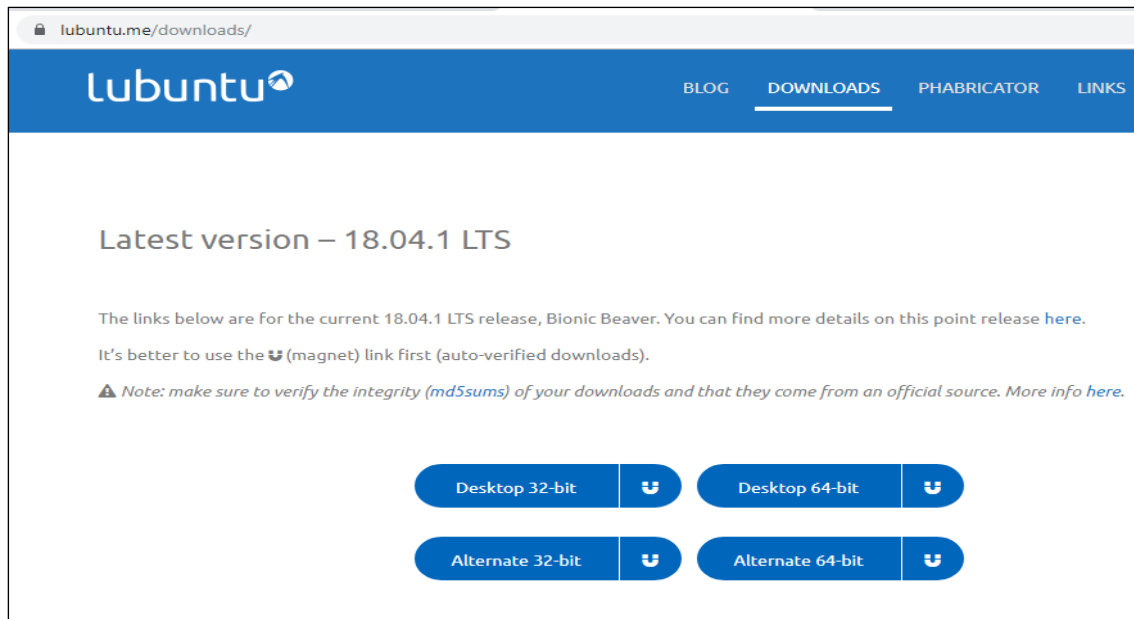 lubuntu.me/downloads/
Lubuntu
BLOG DOWNLOADS PHABRICATOR LINKS
Latest version – 18.04.1 LTS
The links below are for the current 18.04.1 LTS release, Bionic Beaver. You can find more details on this point release here.
It's better to use the (magnet) link first (auto-verified downloads).
Note: make sure to verify the integrity (md5sums) of your downloads and that they come from an official source. More info here.
Desktop 32-bit Desktop 64-bit
Alternate 32-bit Alternate 64-bit